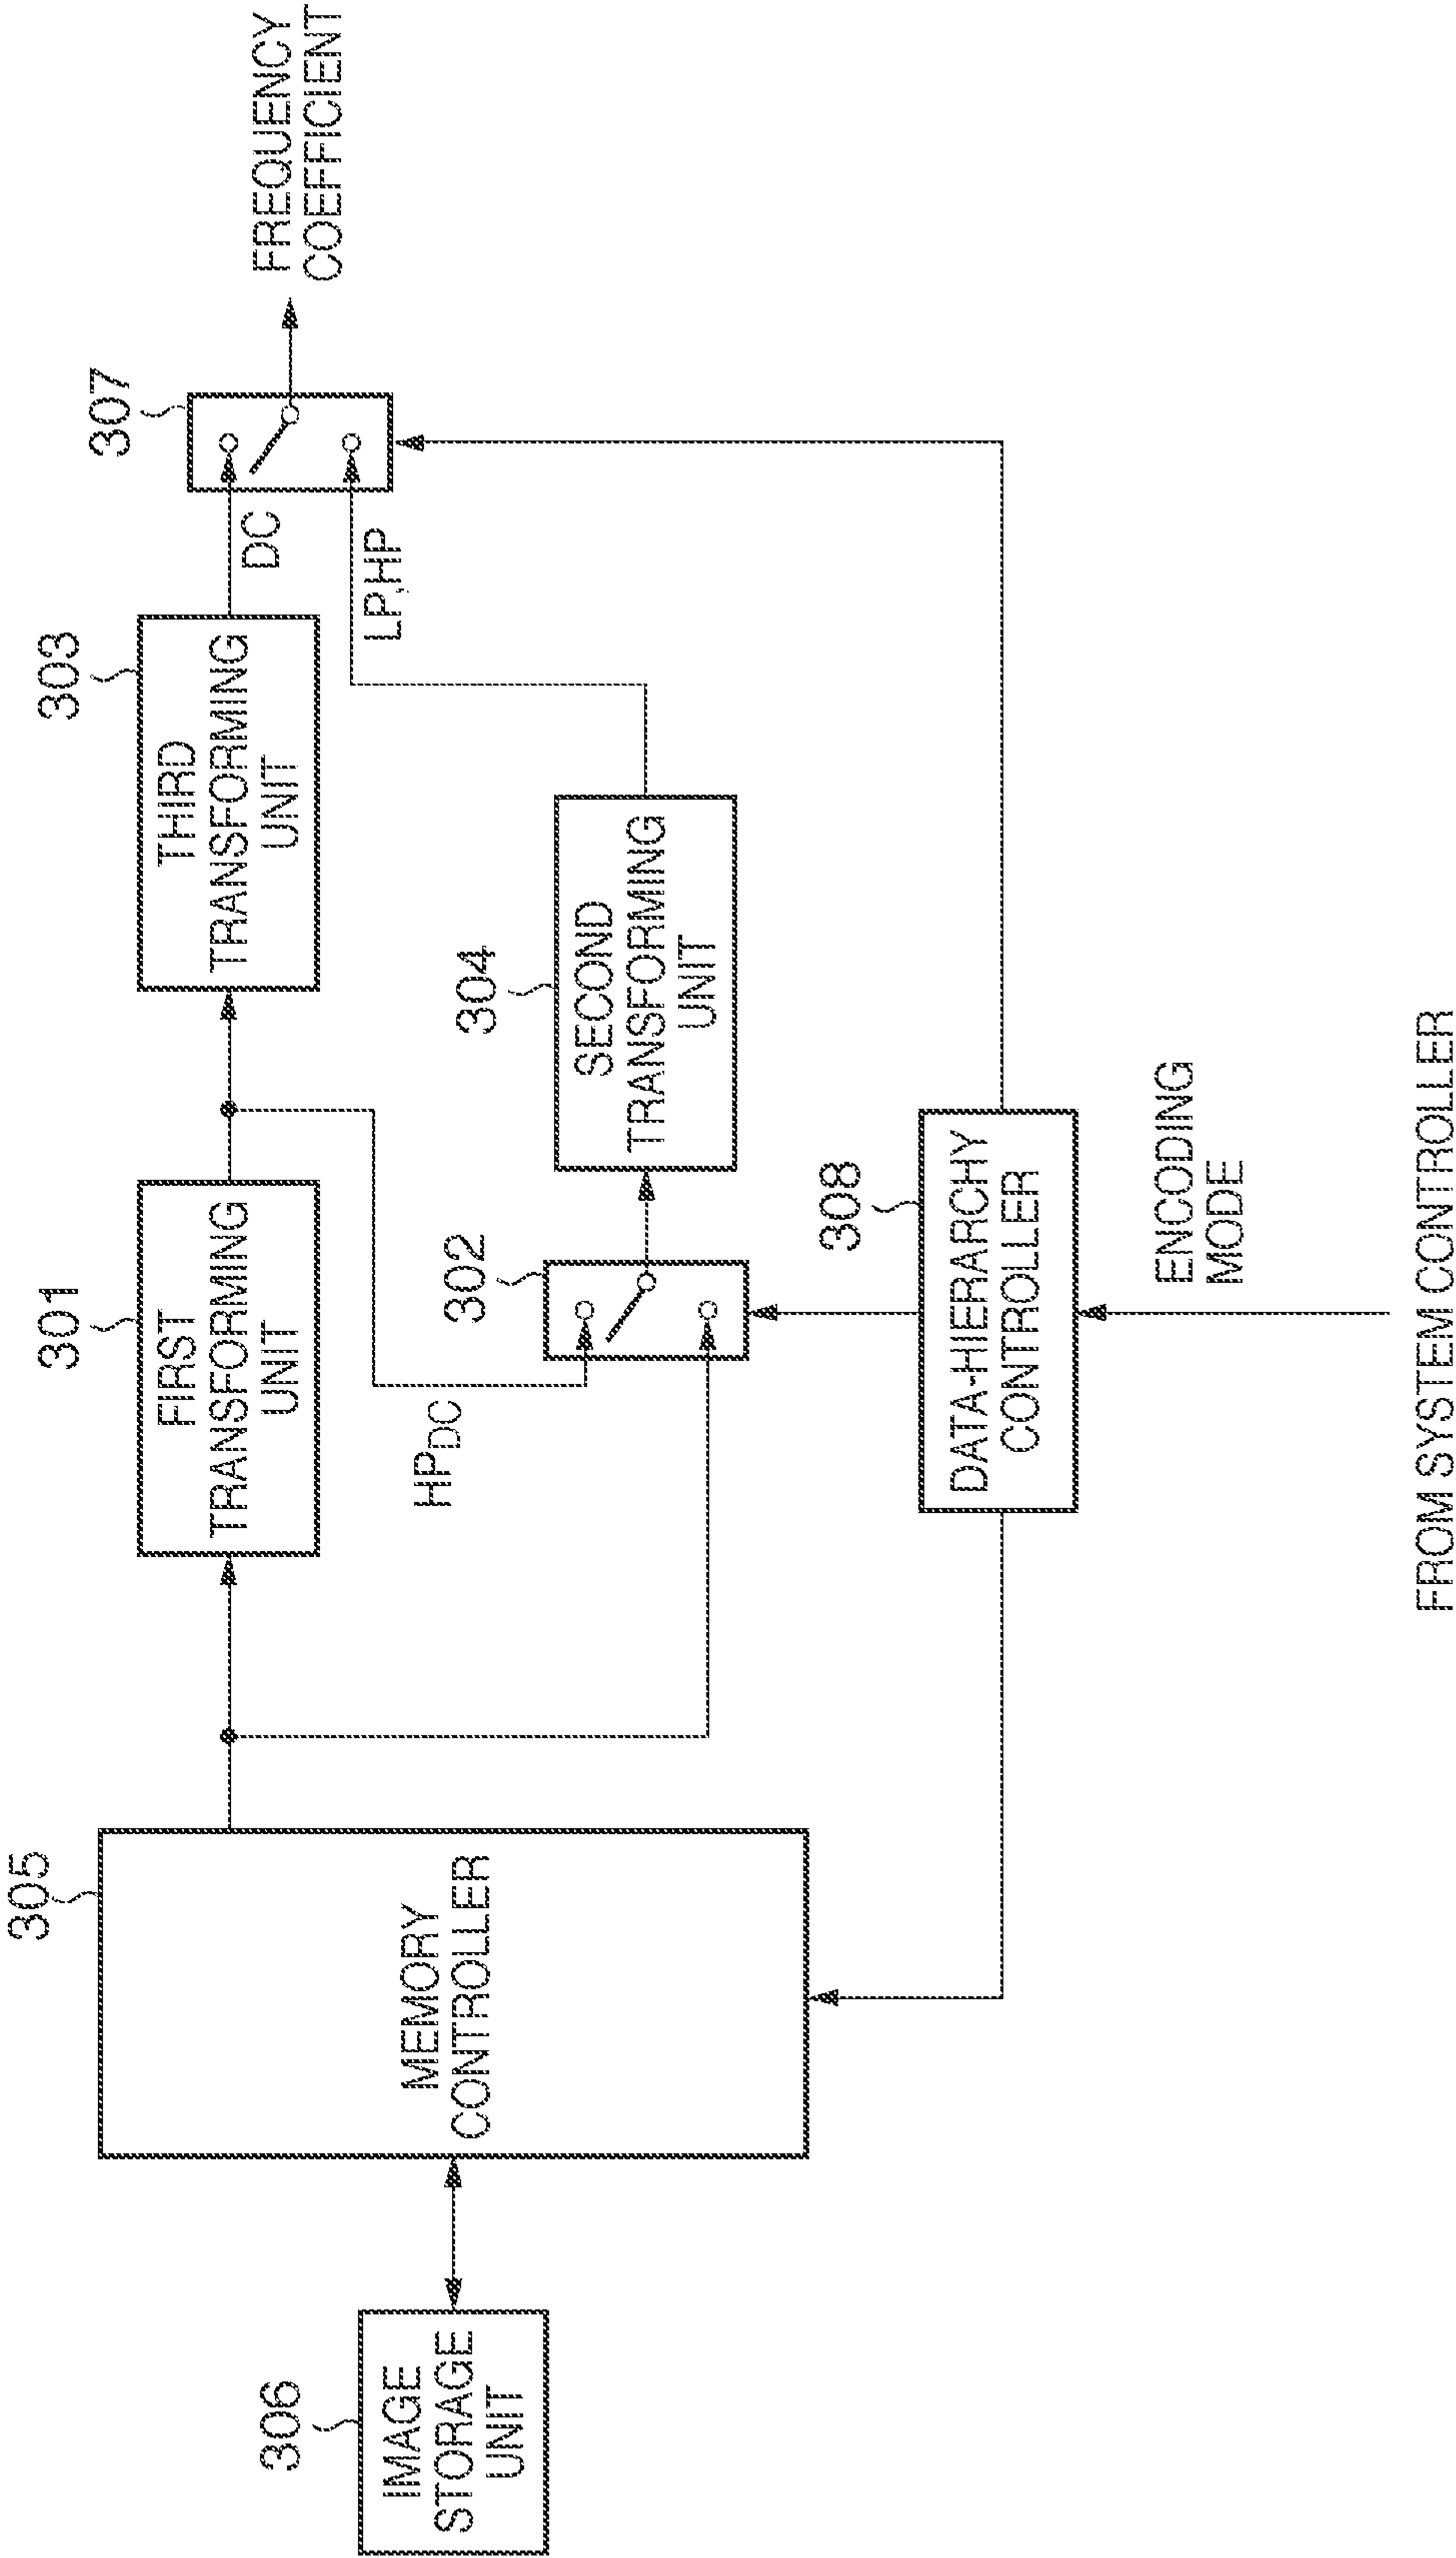 305
301
303
307
FIRST
TRANSFORMING
UNIT
THIRD
TRANSFORMING
UNIT
DC
FREQUENCY
COEFFICIENT
306
IMAGE
STORAGE
UNIT
MEMORY
CONTROLLER
HPDC
LP,HP
302
304
SECOND
TRANSFORMING
UNIT
308
DATA-HIERARCHY
CONTROLLER
ENCODING
MODE
FROM SYSTEM CONTROLLER